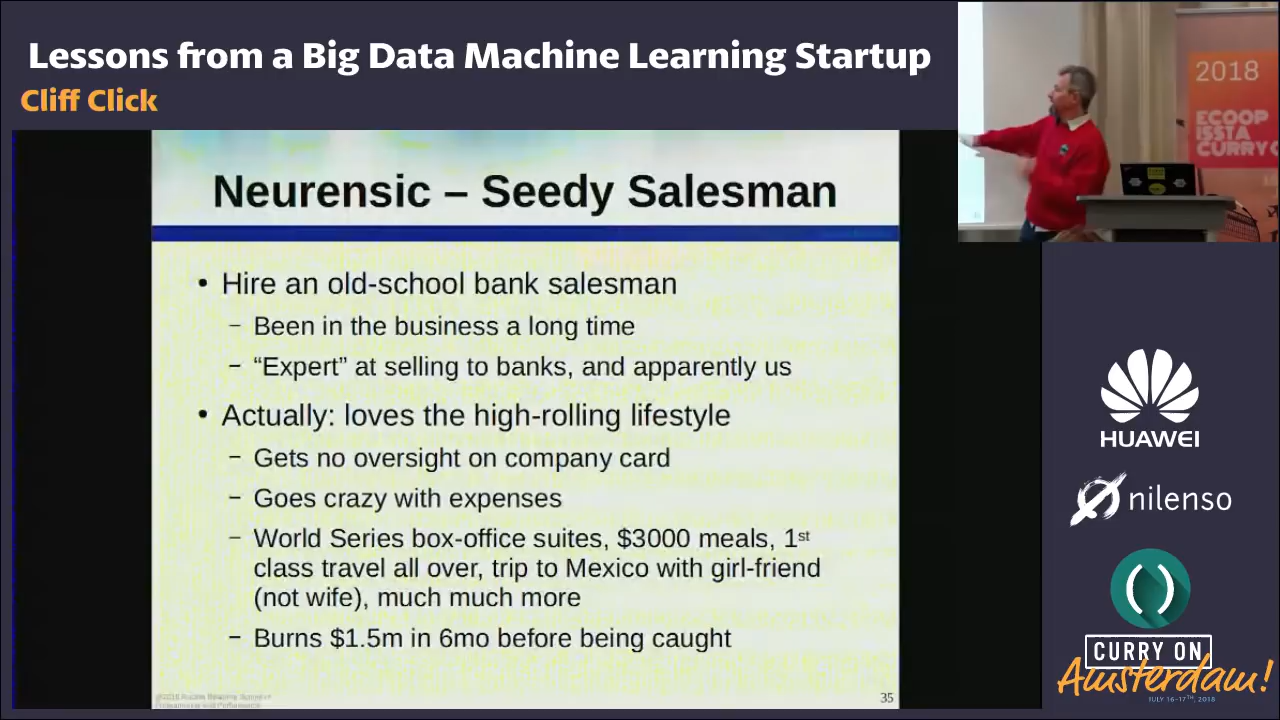 Lessons from a Big Data Machine Learning Startup
Cliff Click
2018
ECOOP
ISSTA
CURRY
Neurensic – Seedy Salesman
• Hire an old-school bank salesman
– Been in the business a long time
– “Expert” at selling to banks, and apparently us
• Actually: loves the high-rolling lifestyle
– Gets no oversight on company card
– Goes crazy with expenses
– World Series box-office suites, $3000 meals, 1st
class travel all over, trip to Mexico with girl-friend
(not wife), much much more
– Burns $1.5m in 6mo before being caught
35
HUAWEI
nilenso
()
CURRY ON
Amsterdam!
JULY 16-17TH, 2018